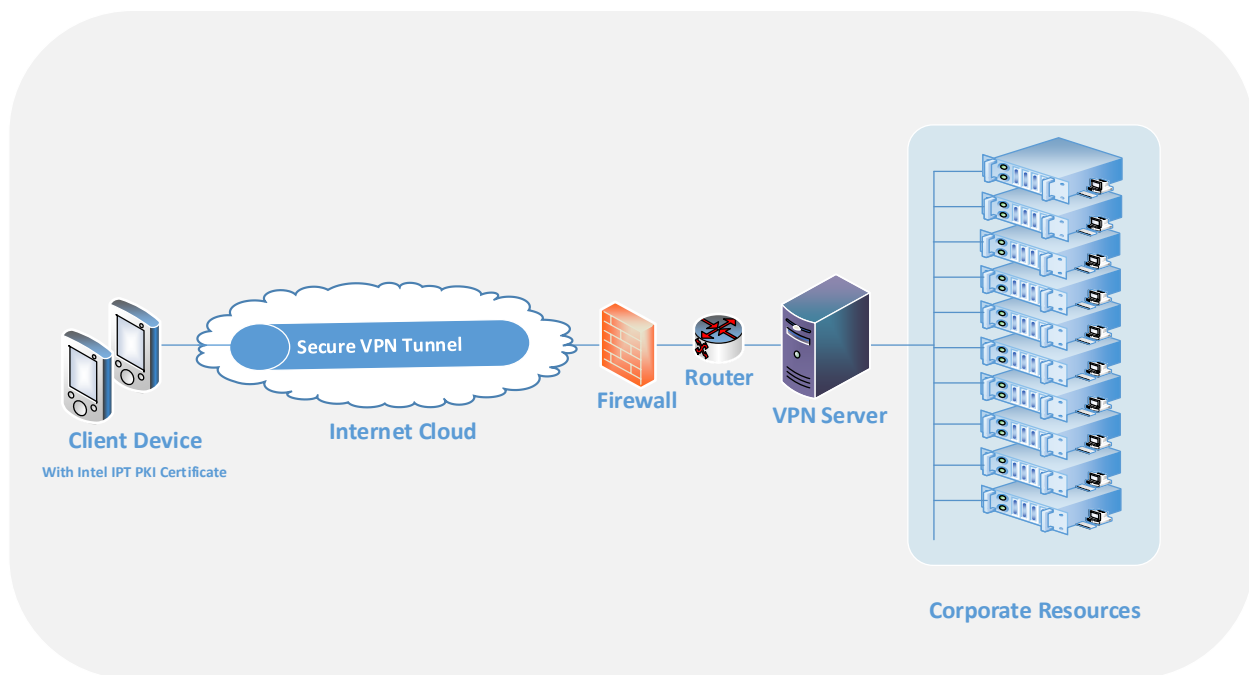 Secure VPN Tunnel
Router
Firewall
VPN Server
Internet Cloud
Client Device
With Intel IPT PKI Certificate
Corporate Resources